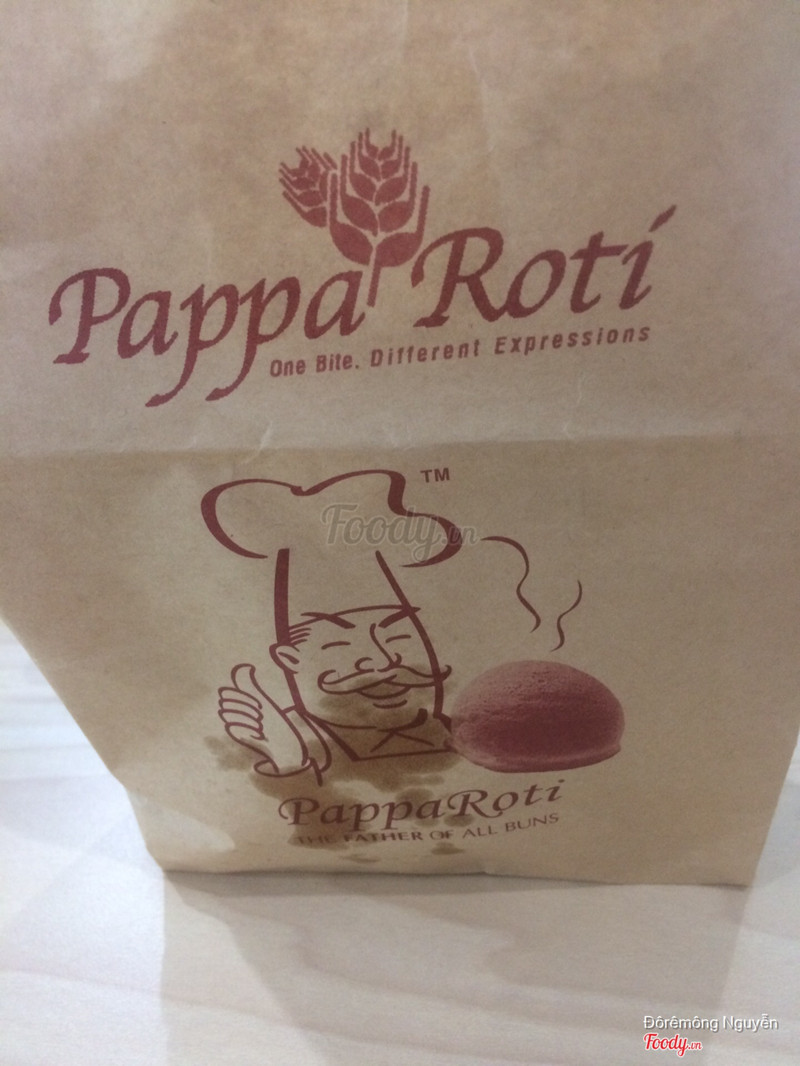 Pappa Roti
One Bite. Different Expressions
TM
Foody.vn
PappaRoti
THE FATHER OF ALL BUNS
Đôrêmông Nguyễn
Foody.vn